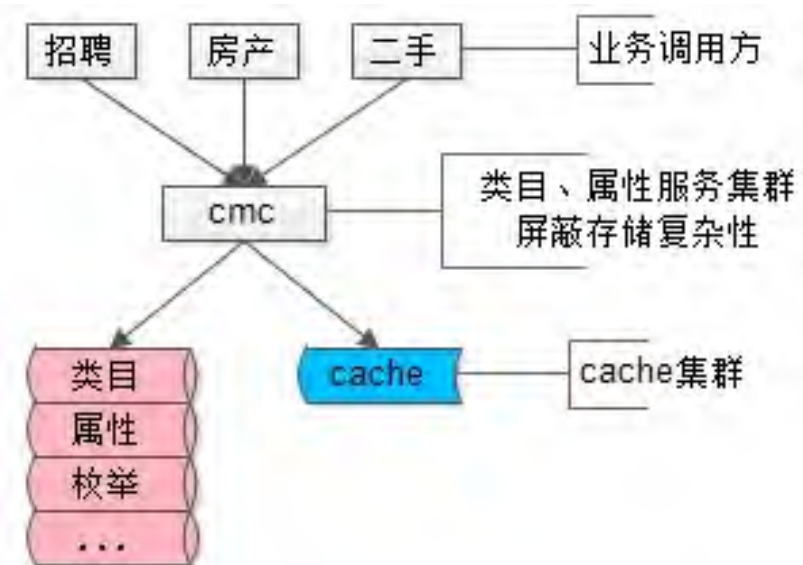 招聘
房产
二手
业务调用方
cmc
类目、属性服务集群
屏蔽存储复杂性
类目
属性
枚举
...
cache
cache集群